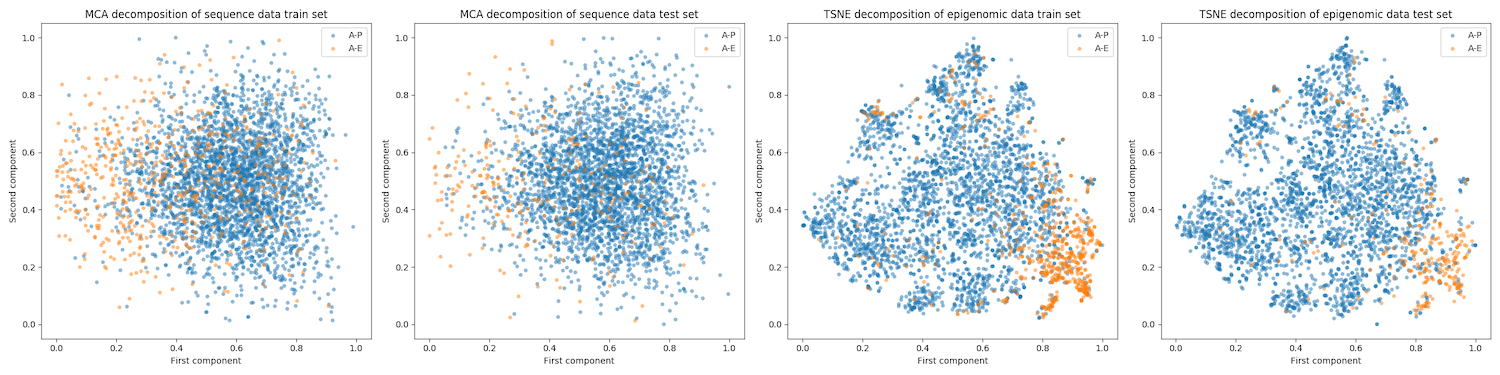 MCA decomposition of sequence data train set
A-P
A-E
1.0
0.8
0.6
0.4
0.2
0.0
Second component
0.0 0.2 0.4 0.6 0.8 1.0
First component
MCA decomposition of sequence data test set
A-P
A-E
1.0
0.8
0.6
0.4
0.2
0.0
Second component
0.0 0.2 0.4 0.6 0.8 1.0
First component
TSNE decomposition of epigenomic data train set
A-P
A-E
1.0
0.8
0.6
0.4
0.2
0.0
Second component
0.0 0.2 0.4 0.6 0.8 1.0
First component
TSNE decomposition of epigenomic data test set
A-P
A-E
1.0
0.8
0.6
0.4
0.2
0.0
Second component
0.0 0.2 0.4 0.6 0.8 1.0
First component